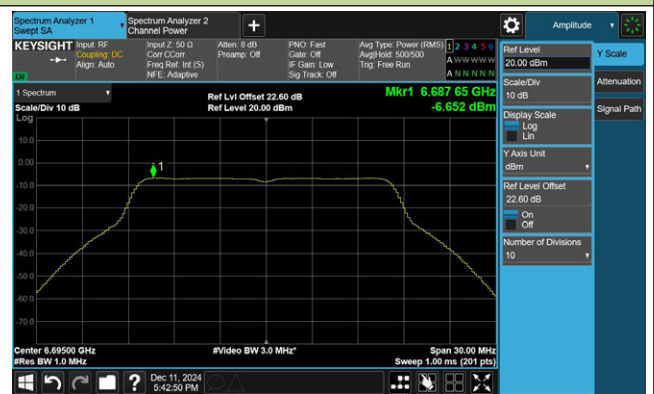 Spectrum Analyzer 1
Swept SA
Spectrum Analyzer 2
Channel Power
+
Amplitude
KEYSIGHT
Input: RF
Coupling: DC
Align: Auto
Input Z: 50 Ω
Corr CCorr
Freq Ref: Int (S)
NFE: Adaptive
Atten: 8 dB
Preamp: Off
PNO: Fast
Gate: Off
IF Gain: Low
Sig Track: Off
Avg Type: Power (RMS)
Avg|Hold: 500/500
Trig: Free Run
1 2 3 4 5 6
A W W W W W
A N N N N N
LW
1 Spectrum
Scale/Div 10 dB
Ref Lvl Offset 22.60 dB
Ref Level 20.00 dBm
Mkr1 6.687 65 GHz
-6.652 dBm
Log
10.0
0.00
-10.0
-20.0
-30.0
-40.0
-50.0
-60.0
-70.0
1
Center 6.69500 GHz
#Res BW 1.0 MHz
#Video BW 3.0 MHz*
Span 30.00 MHz
Sweep 1.00 ms (201 pts)
Ref Level
20.00 dBm
Scale/Div
10 dB
Display Scale
Log
Lin
Y Axis Unit
dBm
Ref Level Offset
22.60 dB
On
Off
Number of Divisions
10
Y Scale
Attenuation
Signal Path
?
Dec 11, 2024
5:42:50 PM